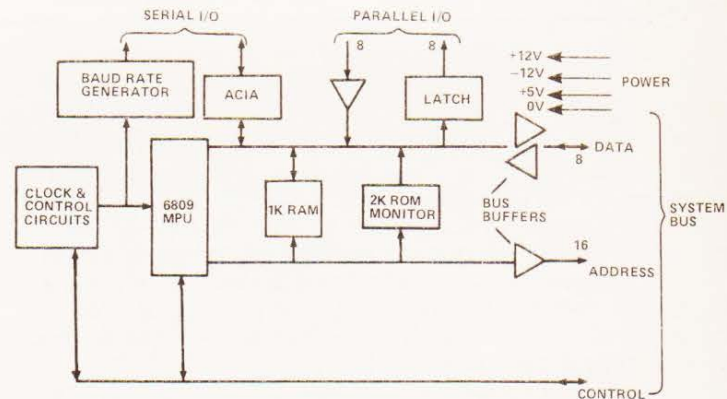 SERIAL I/O
PARALLEL I/O
8
8
+12V
−12V
+5V
0V
POWER
BAUD RATE
GENERATOR
ACIA
LATCH
DATA
8
CLOCK &
CONTROL
CIRCUITS
6809
MPU
1K RAM
2K ROM
MONITOR
BUS
BUFFERS
SYSTEM
BUS
16
ADDRESS
CONTROL